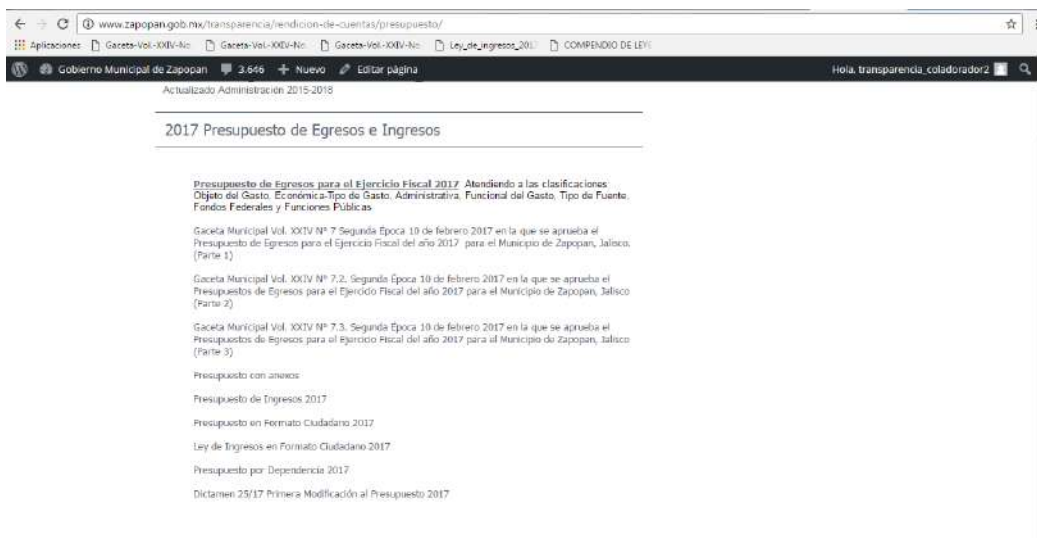 www.zapopan.gob.mx/transparencia/rendicion-de-cuentas/presupuesto/
Aplicaciones Gaceta-Vol.-XXIV-No Gaceta-Vol.-XXIV-No Gaceta-Vol-XXIV-No Ley_de_ingresos_201 COMPENDIO DE LEYE
Gobierno Municipal de Zapopan 3.646 + Nuevo Editar página Hola, transparencia_coladorador2
Actualizado Administración 2015-2018
2017 Presupuesto de Egresos e Ingresos
Presupuesto de Egresos para el Ejercicio Fiscal 2017 Atendiendo a las clasificaciones
Objeto del Gasto, Económica-Tipo de Gasto, Administrativa, Funcional del Gasto, Tipo de Fuente,
Fondos Federales y Funciones Públicas
Gaceta Municipal Vol. XXIV Nº 7 Segunda Época 10 de febrero 2017 en la que se aprueba el
Presupuesto de Egresos para el Ejercicio Fiscal del año 2017 para el Municipio de Zapopan, Jalisco.
(Parte 1)
Gaceta Municipal Vol. XXIV Nº 7.2. Segunda Época 10 de febrero 2017 en la que se aprueba el
Presupuestos de Egresos para el Ejercicio Fiscal del año 2017 para el Municipio de Zapopan, Jalisco
(Parte 2)
Gaceta Municipal Vol. XXIV Nº 7.3. Segunda Época 10 de febrero 2017 en la que se aprueba el
Presupuestos de Egresos para el Ejercicio Fiscal del año 2017 para el Municipio de Zapopan, Jalisco
(Parte 3)
Presupuesto con anexos
Presupuesto de Ingresos 2017
Presupuesto en Formato Ciudadano 2017
Ley de Ingresos en Formato Ciudadano 2017
Presupuesto por Dependencia 2017
Dictamen 25/17 Primera Modificación al Presupuesto 2017